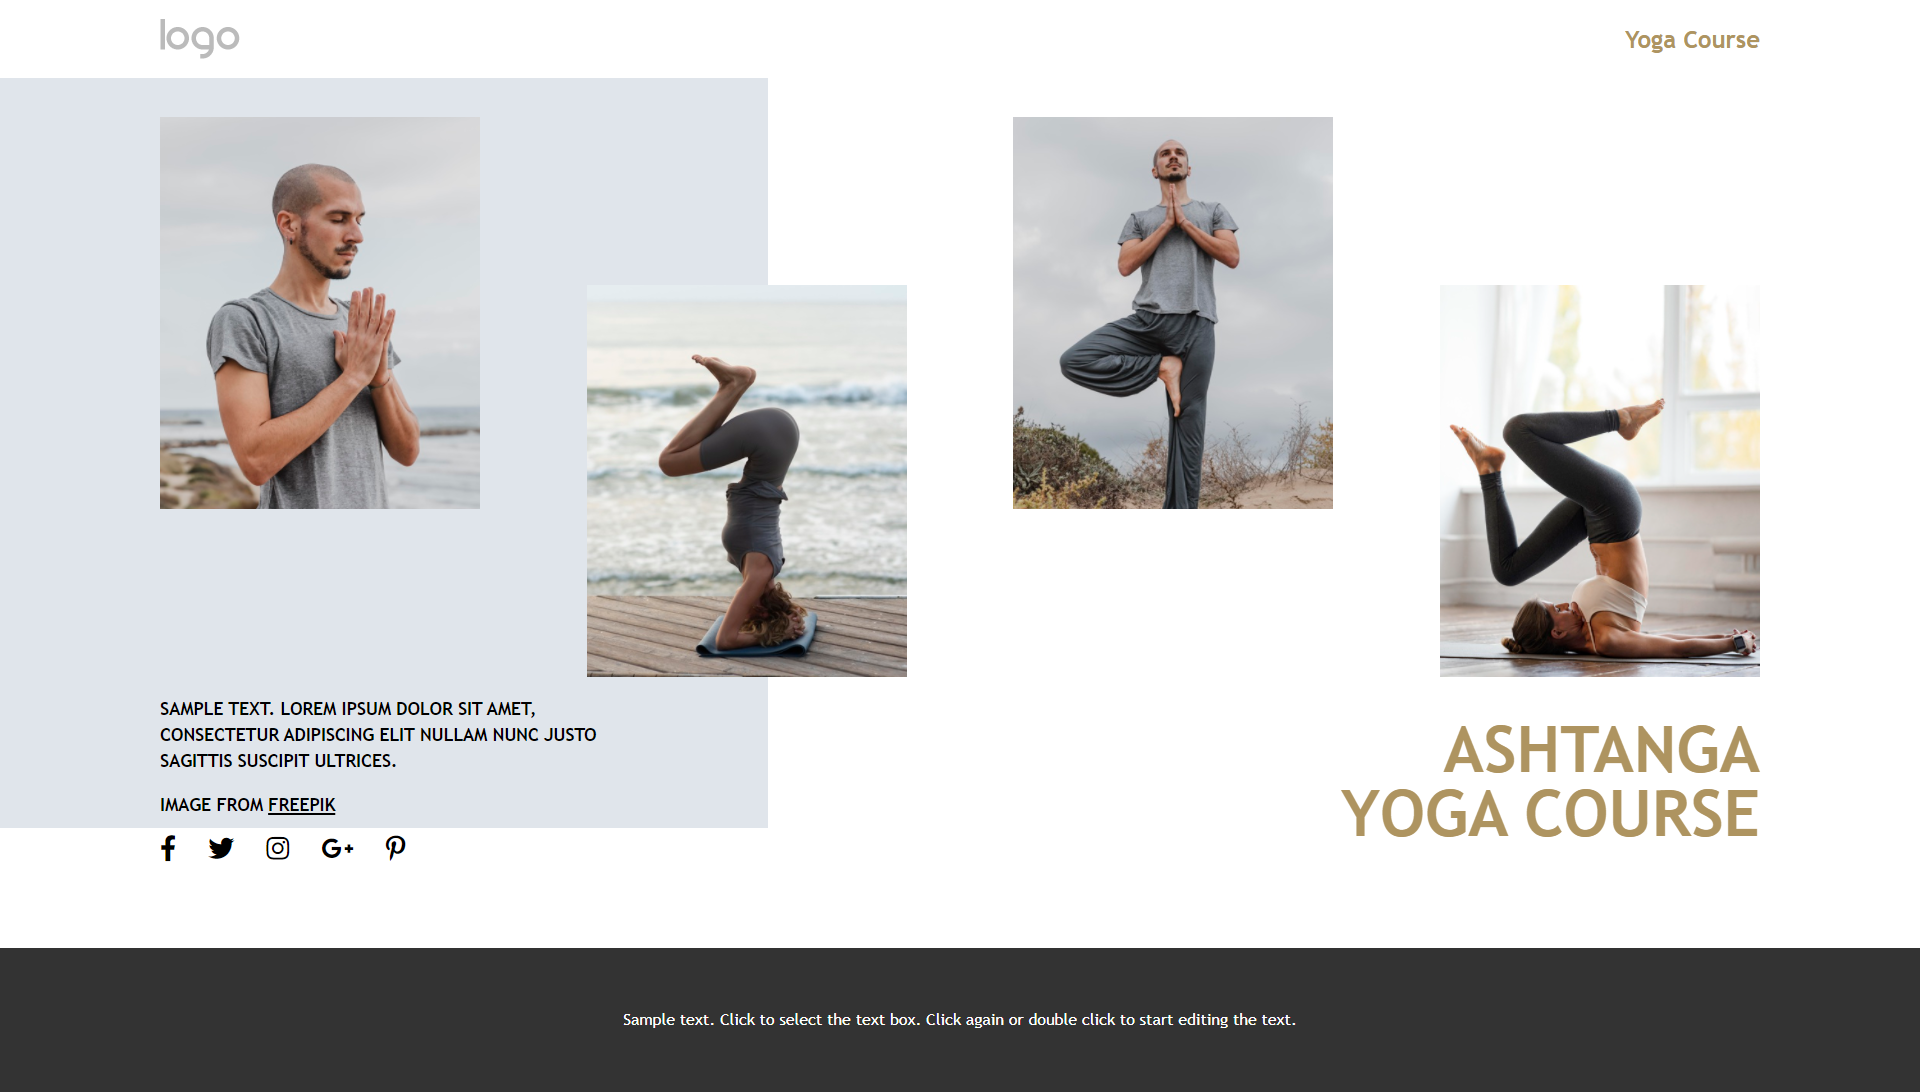 logo
Yoga Course
SAMPLE TEXT. LOREM IPSUM DOLOR SIT AMET,
CONSECTETUR ADIPISCING ELIT NULLAM NUNC JUSTO
SAGITTIS SUSCIPIT ULTRICES.
IMAGE FROM FREEPIK
ASHTANGA
YOGA COURSE
Sample text. Click to select the text box. Click again or double click to start editing the text.